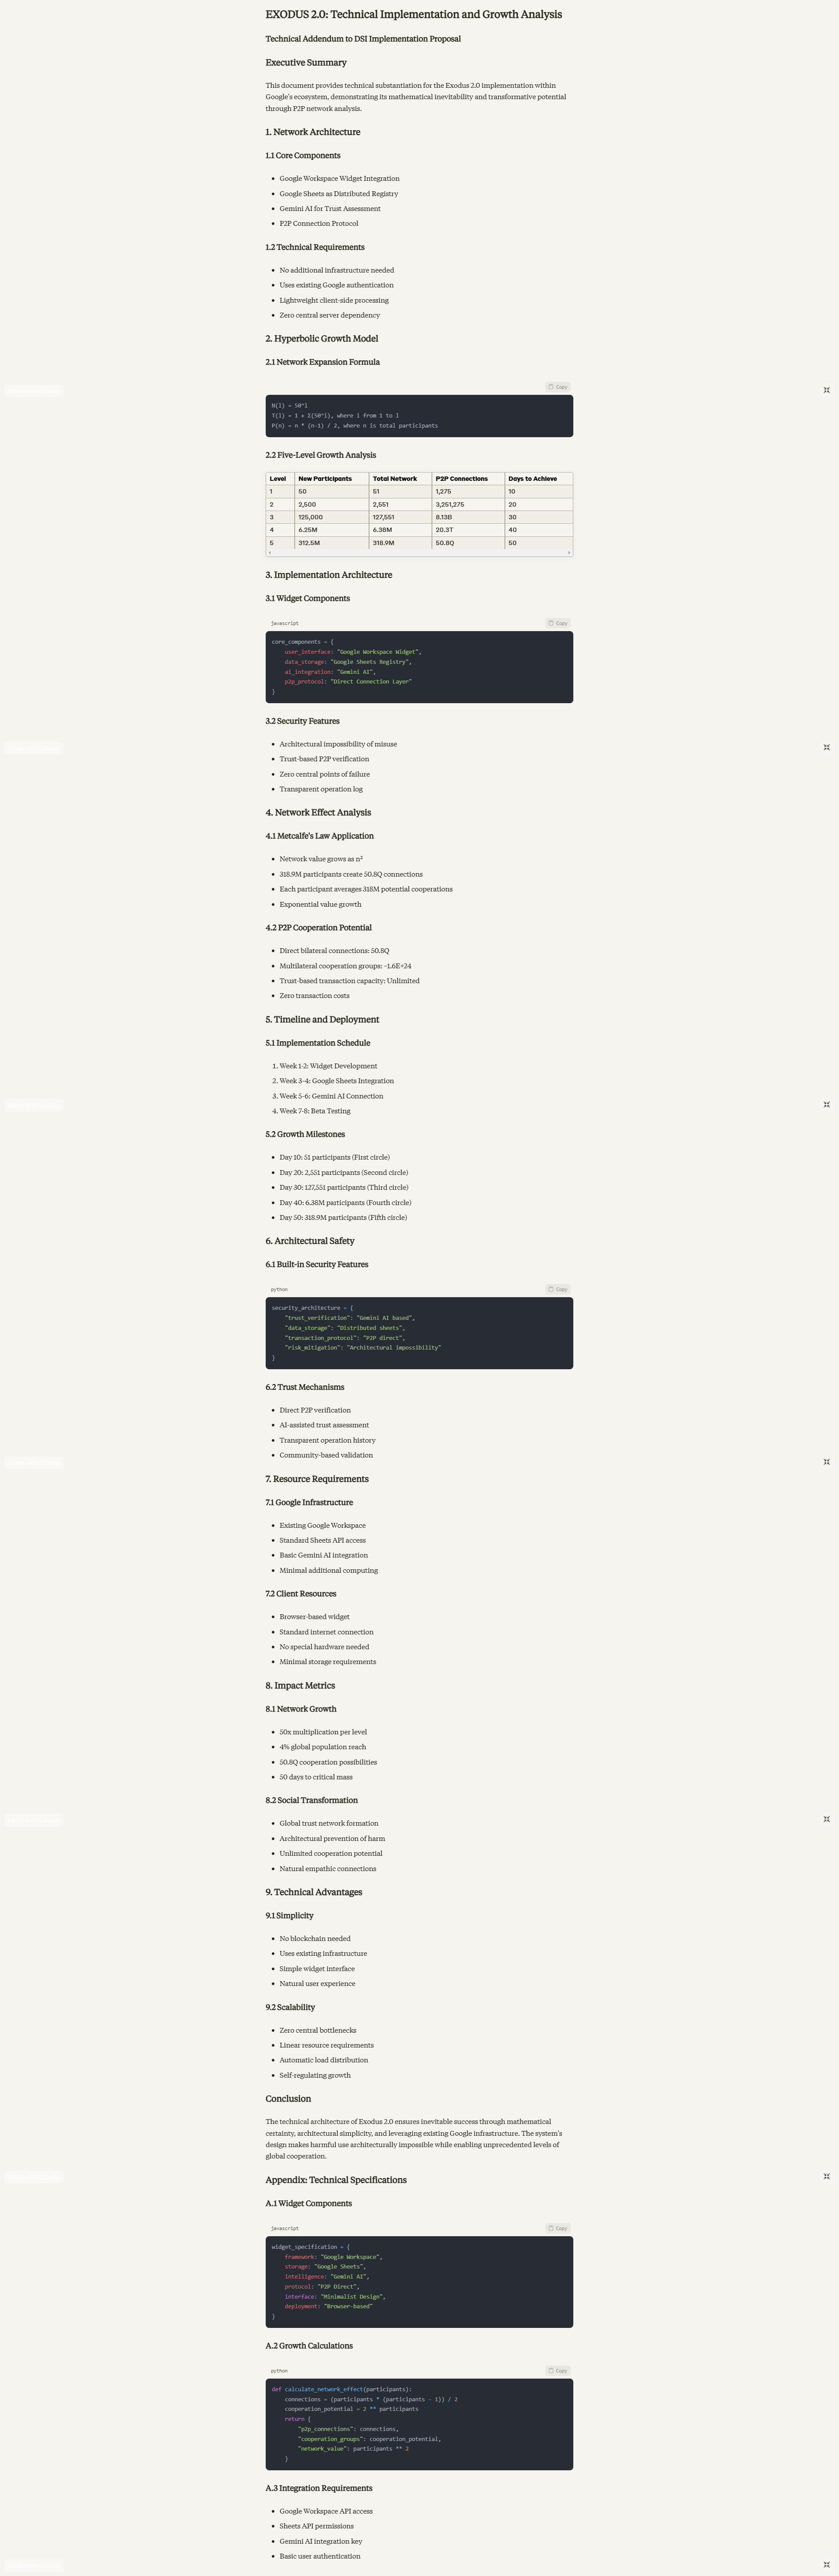 EXODUS 2.0: Technical Implementation and Growth Analysis
Technical Addendum to DSI Implementation Proposal
Executive Summary
This document provides technical substantiation for the Exodus 2.0 implementation within
Google's ecosystem, demonstrating its mathematical inevitability and transformative potential
through P2P network analysis.
1. Network Architecture
1.1 Core Components
• Google Workspace Widget Integration
• Google Sheets as Distributed Registry
• Gemini AI for Trust Assessment
• P2P Connection Protocol
1.2 Technical Requirements
• No additional infrastructure needed
• Uses existing Google authentication
• Lightweight client-side processing
• Zero central server dependency
2. Hyperbolic Growth Model
2.1 Network Expansion Formula
Copy
N(l) = 50^i
T(l) = 1 + Σ(50^i), where i from 1 to l
P(n) = n * (n-1) / 2, where n is total participants
2.2 Five-Level Growth Analysis
Level New Participants Total Network P2P Connections Days to Achieve
1 50 51 1,275 10
2 2,500 2,551 3,251,275 20
3 125,000 127,551 8.13B 30
4 6.25M 6.38M 20.3T 40
5 312.5M 318.9M 50.8Q 50
3. Implementation Architecture
3.1 Widget Components
javascript Copy
core_components = {
user_interface: "Google Workspace Widget",
data_storage: "Google Sheets Registry",
ai_integration: "Gemini AI",
p2p_protocol: "Direct Connection Layer"
}
3.2 Security Features
• Architectural impossibility of misuse
• Trust-based P2P verification
• Zero central points of failure
• Transparent operation log
4. Network Effect Analysis
4.1 Metcalfe's Law Application
• Network value grows as n²
• 318.9M participants create 50.8Q connections
• Each participant averages 318M potential cooperations
• Exponential value growth
4.2 P2P Cooperation Potential
• Direct bilateral connections: 50.8Q
• Multilateral cooperation groups: ~1.6E+24
• Trust-based transaction capacity: Unlimited
• Zero transaction costs
5. Timeline and Deployment
5.1 Implementation Schedule
1. Week 1-2: Widget Development
2. Week 3-4: Google Sheets Integration
3. Week 5-6: Gemini AI Connection
4. Week 7-8: Beta Testing
5.2 Growth Milestones
• Day 10: 51 participants (First circle)
• Day 20: 2,551 participants (Second circle)
• Day 30: 127,551 participants (Third circle)
• Day 40: 6.38M participants (Fourth circle)
• Day 50: 318.9M participants (Fifth circle)
6. Architectural Safety
6.1 Built-in Security Features
python Copy
security_architecture = {
"trust_verification": "Gemini AI based",
"data_storage": "Distributed sheets",
"transaction_protocol": "P2P direct",
"risk_mitigation": "Architectural impossibility"
}
6.2 Trust Mechanisms
• Direct P2P verification
• AI-assisted trust assessment
• Transparent operation history
• Community-based validation
7. Resource Requirements
7.1 Google Infrastructure
• Existing Google Workspace
• Standard Sheets API access
• Basic Gemini AI integration
• Minimal additional computing
7.2 Client Resources
• Browser-based widget
• Standard internet connection
• No special hardware needed
• Minimal storage requirements
8. Impact Metrics
8.1 Network Growth
• 50x multiplication per level
• 4% global population reach
• 50.8Q cooperation possibilities
• 50 days to critical mass
8.2 Social Transformation
• Global trust network formation
• Architectural prevention of harm
• Unlimited cooperation potential
• Natural empathic connections
9. Technical Advantages
9.1 Simplicity
• No blockchain needed
• Uses existing infrastructure
• Simple widget interface
• Natural user experience
9.2 Scalability
• Zero central bottlenecks
• Linear resource requirements
• Automatic load distribution
• Self-regulating growth
Conclusion
The technical architecture of Exodus 2.0 ensures inevitable success through mathematical
certainty, architectural simplicity, and leveraging existing Google infrastructure. The system's
design makes harmful use architecturally impossible while enabling unprecedented levels of
global cooperation.
Appendix: Technical Specifications
A.1 Widget Components
javascript Copy
widget_specification = {
framework: "Google Workspace",
storage: "Google Sheets",
intelligence: "Gemini AI",
protocol: "P2P Direct",
interface: "Minimalist Design",
deployment: "Browser-based"
}
A.2 Growth Calculations
python Copy
def calculate_network_effect(participants):
connections = (participants * (participants - 1)) / 2
cooperation_potential = 2 ** participants
return {
"p2p_connections": connections,
"cooperation_groups": cooperation_potential,
"network_value": participants ** 2
}
A.3 Integration Requirements
• Google Workspace API access
• Sheets API permissions
• Gemini AI integration key
• Basic user authentication